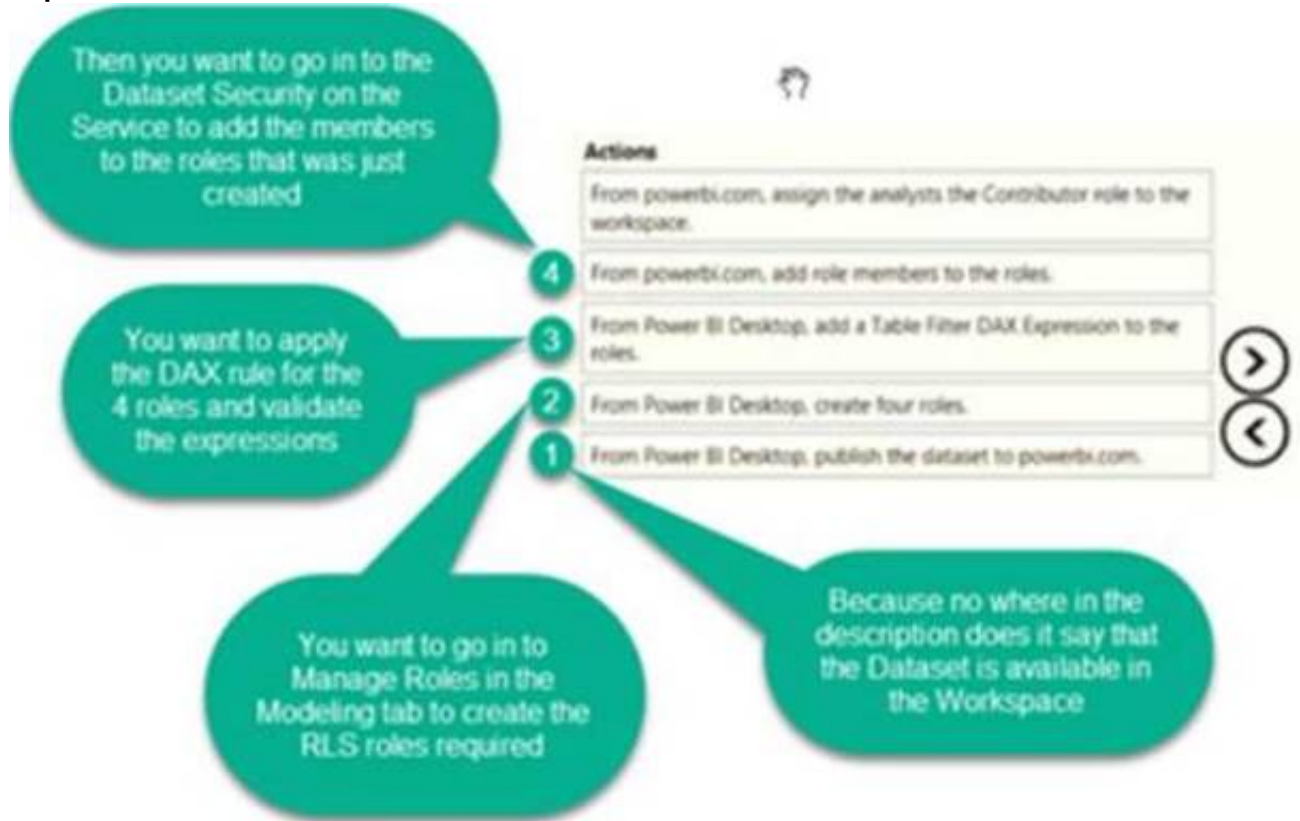 Then you want to go in to the
Dataset Security on the
Service to add the members
to the roles that was just
created
Actions
From powerbi.com, assign the analysts the Contributor role to the
workspace.
4
From powerbi.com, add role members to the roles.
You want to apply
the DAX rule for the
4 roles and validate
the expressions
3
From Power BI Desktop, add a Table Filter DAX Expression to the
roles.
2
From Power BI Desktop, create four roles.
1
From Power BI Desktop, publish the dataset to powerbi.com.
You want to go in to
Manage Roles in the
Modeling tab to create the
RLS roles required
Because no where in the
description does it say that
the Dataset is available in
the Workspace